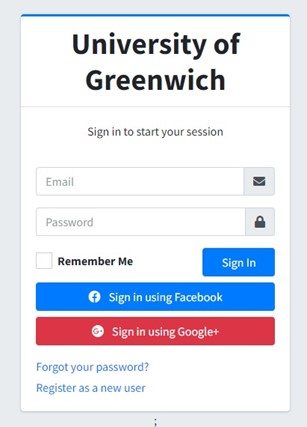 University of
Greenwich
Sign in to start your session
Email
Password
Remember Me
Sign In
Sign in using Facebook
G+ Sign in using Google+
Forgot your password?
Register as a new user
;